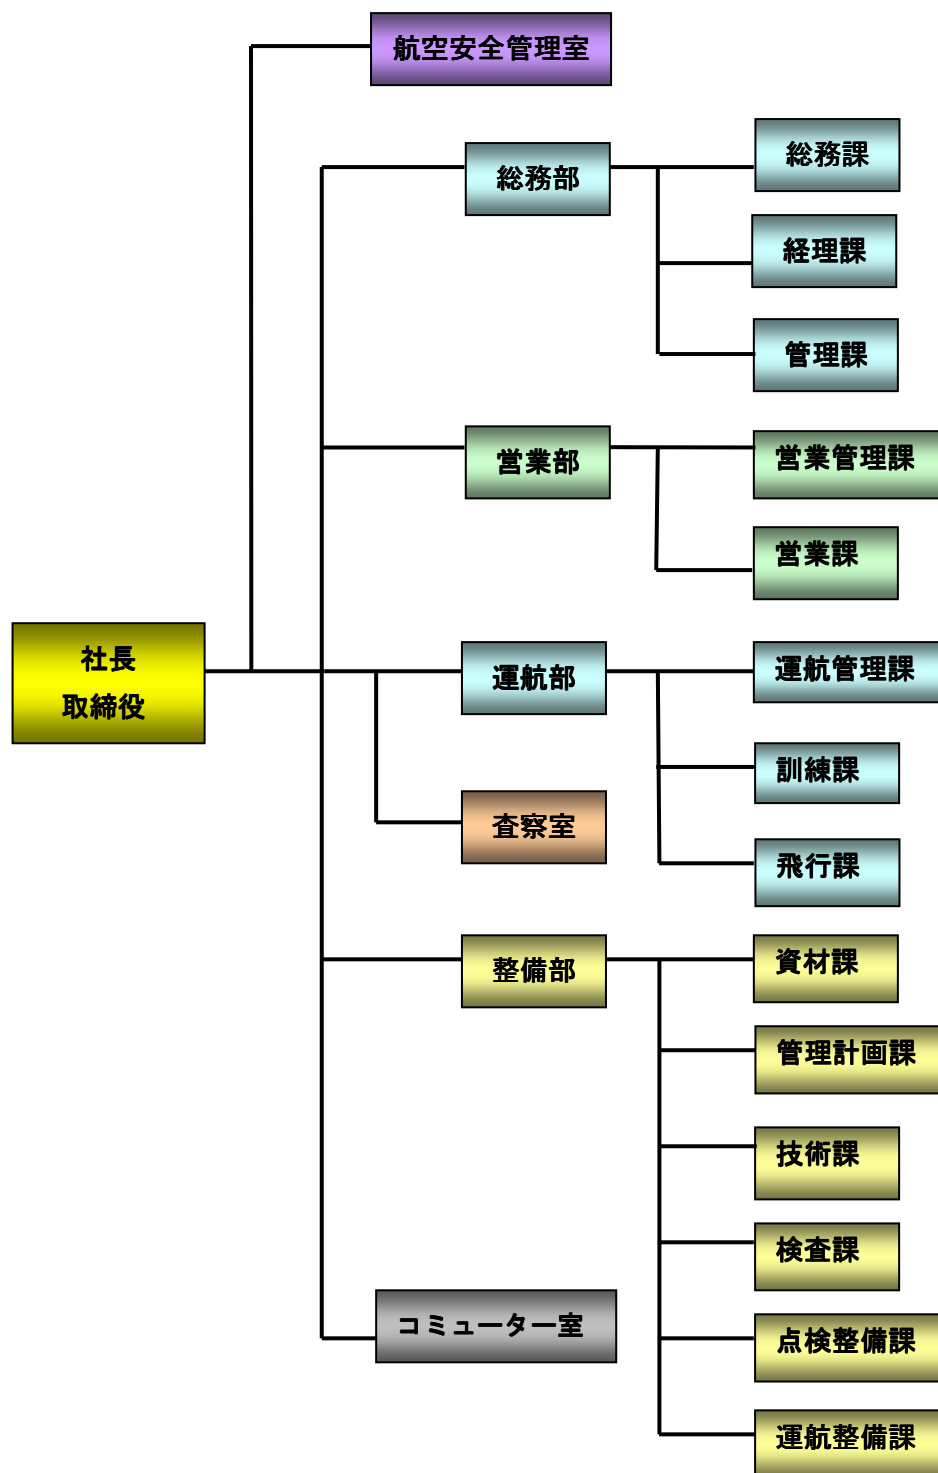 航空安全管理室
総務部
総務課
経理課
管理課
営業部
営業管理課
営業課
社長
取締役
運航部
運航管理課
訓練課
査察室
飛行課
整備部
資材課
管理計画課
技術課
検査課
コミューター室
点検整備課
運航整備課